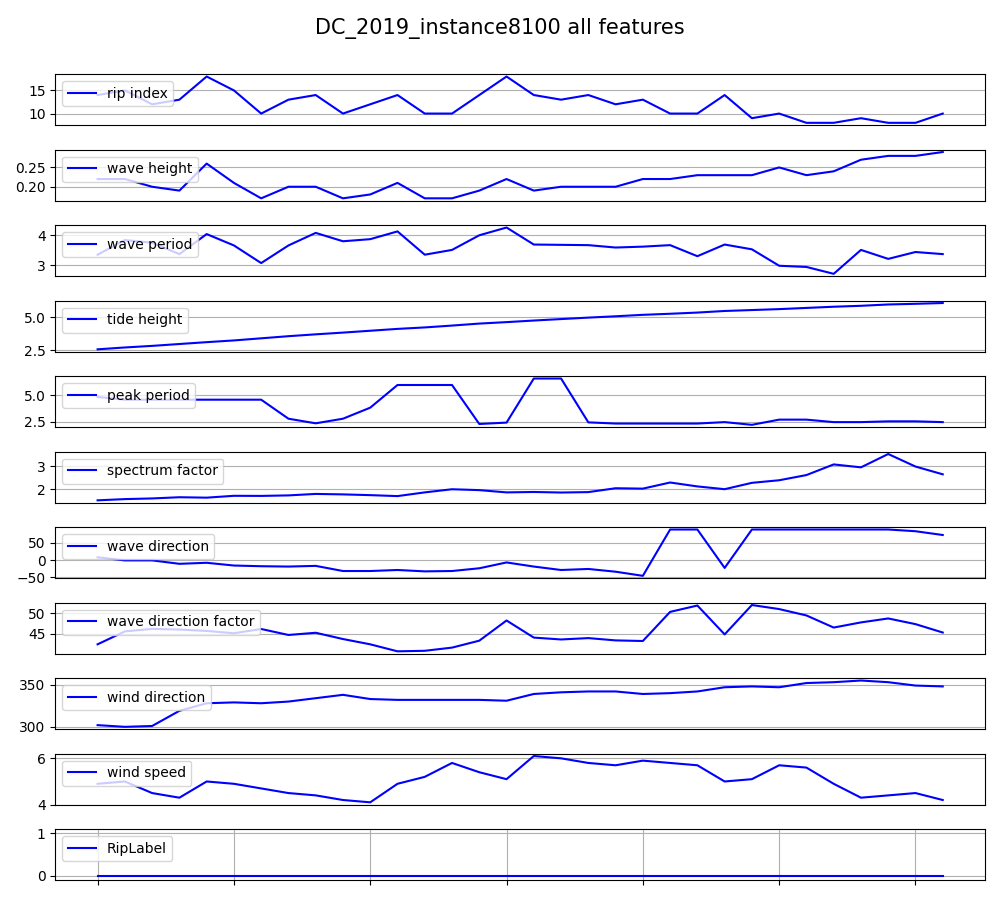 DC_2019_instance8100 all features
15
10
rip index
0.25
0.20
wave height
4
3
wave period
5.0
2.5
tide height
5.0
2.5
peak period
3
2
spectrum factor
50
0
−50
wave direction
50
45
wave direction factor
350
300
wind direction
6
4
wind speed
1
0
RipLabel